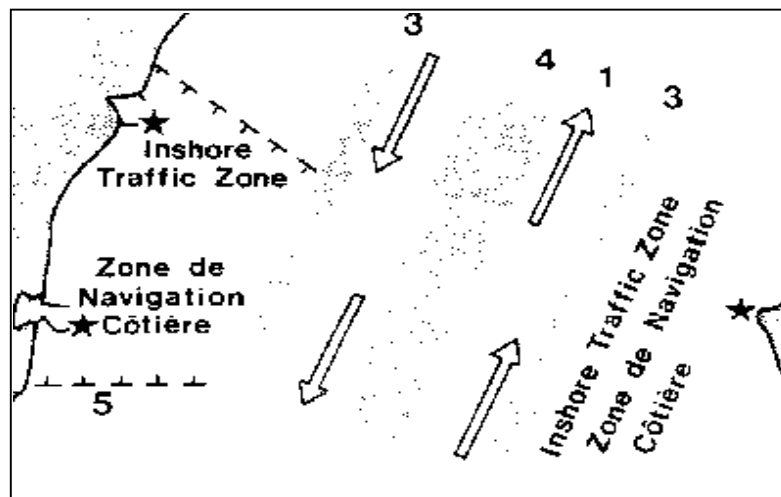 3
4
1
3
Inshore
Traffic Zone
Zone de
Navigation
Côtière
5
Inshore Traffic Zone
Zone de Navigation
Côtière